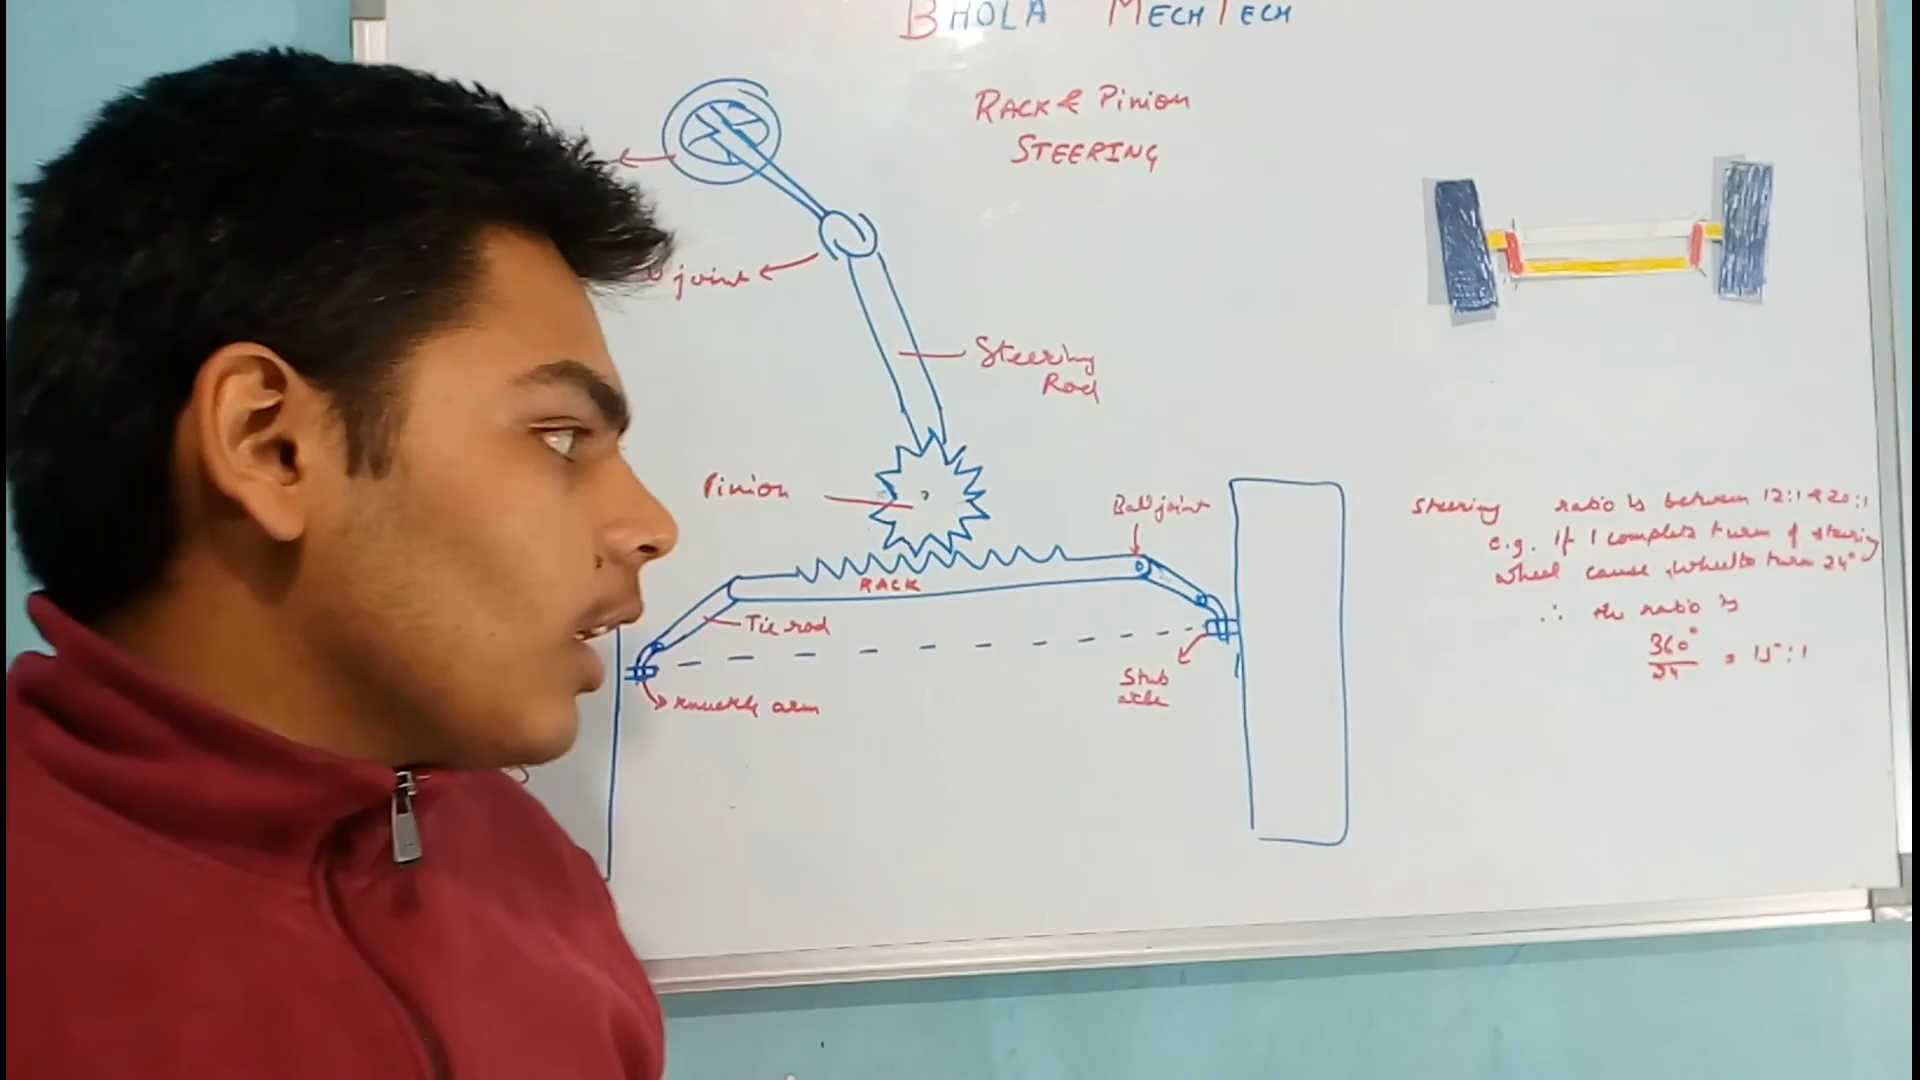 BHOLA MECHTECH
RACK & Pinion
STEERING
joint
Steering
Rod
Pinion
Ball joint
RACK
Tie rod
knuckle arm
Stub
axle
Steering ratio is between 12:1 & 20:1
e.g. If 1 complete turn of steering
wheel cause wheel to turn 24°
∴ the ratio is
360°
24 = 15:1